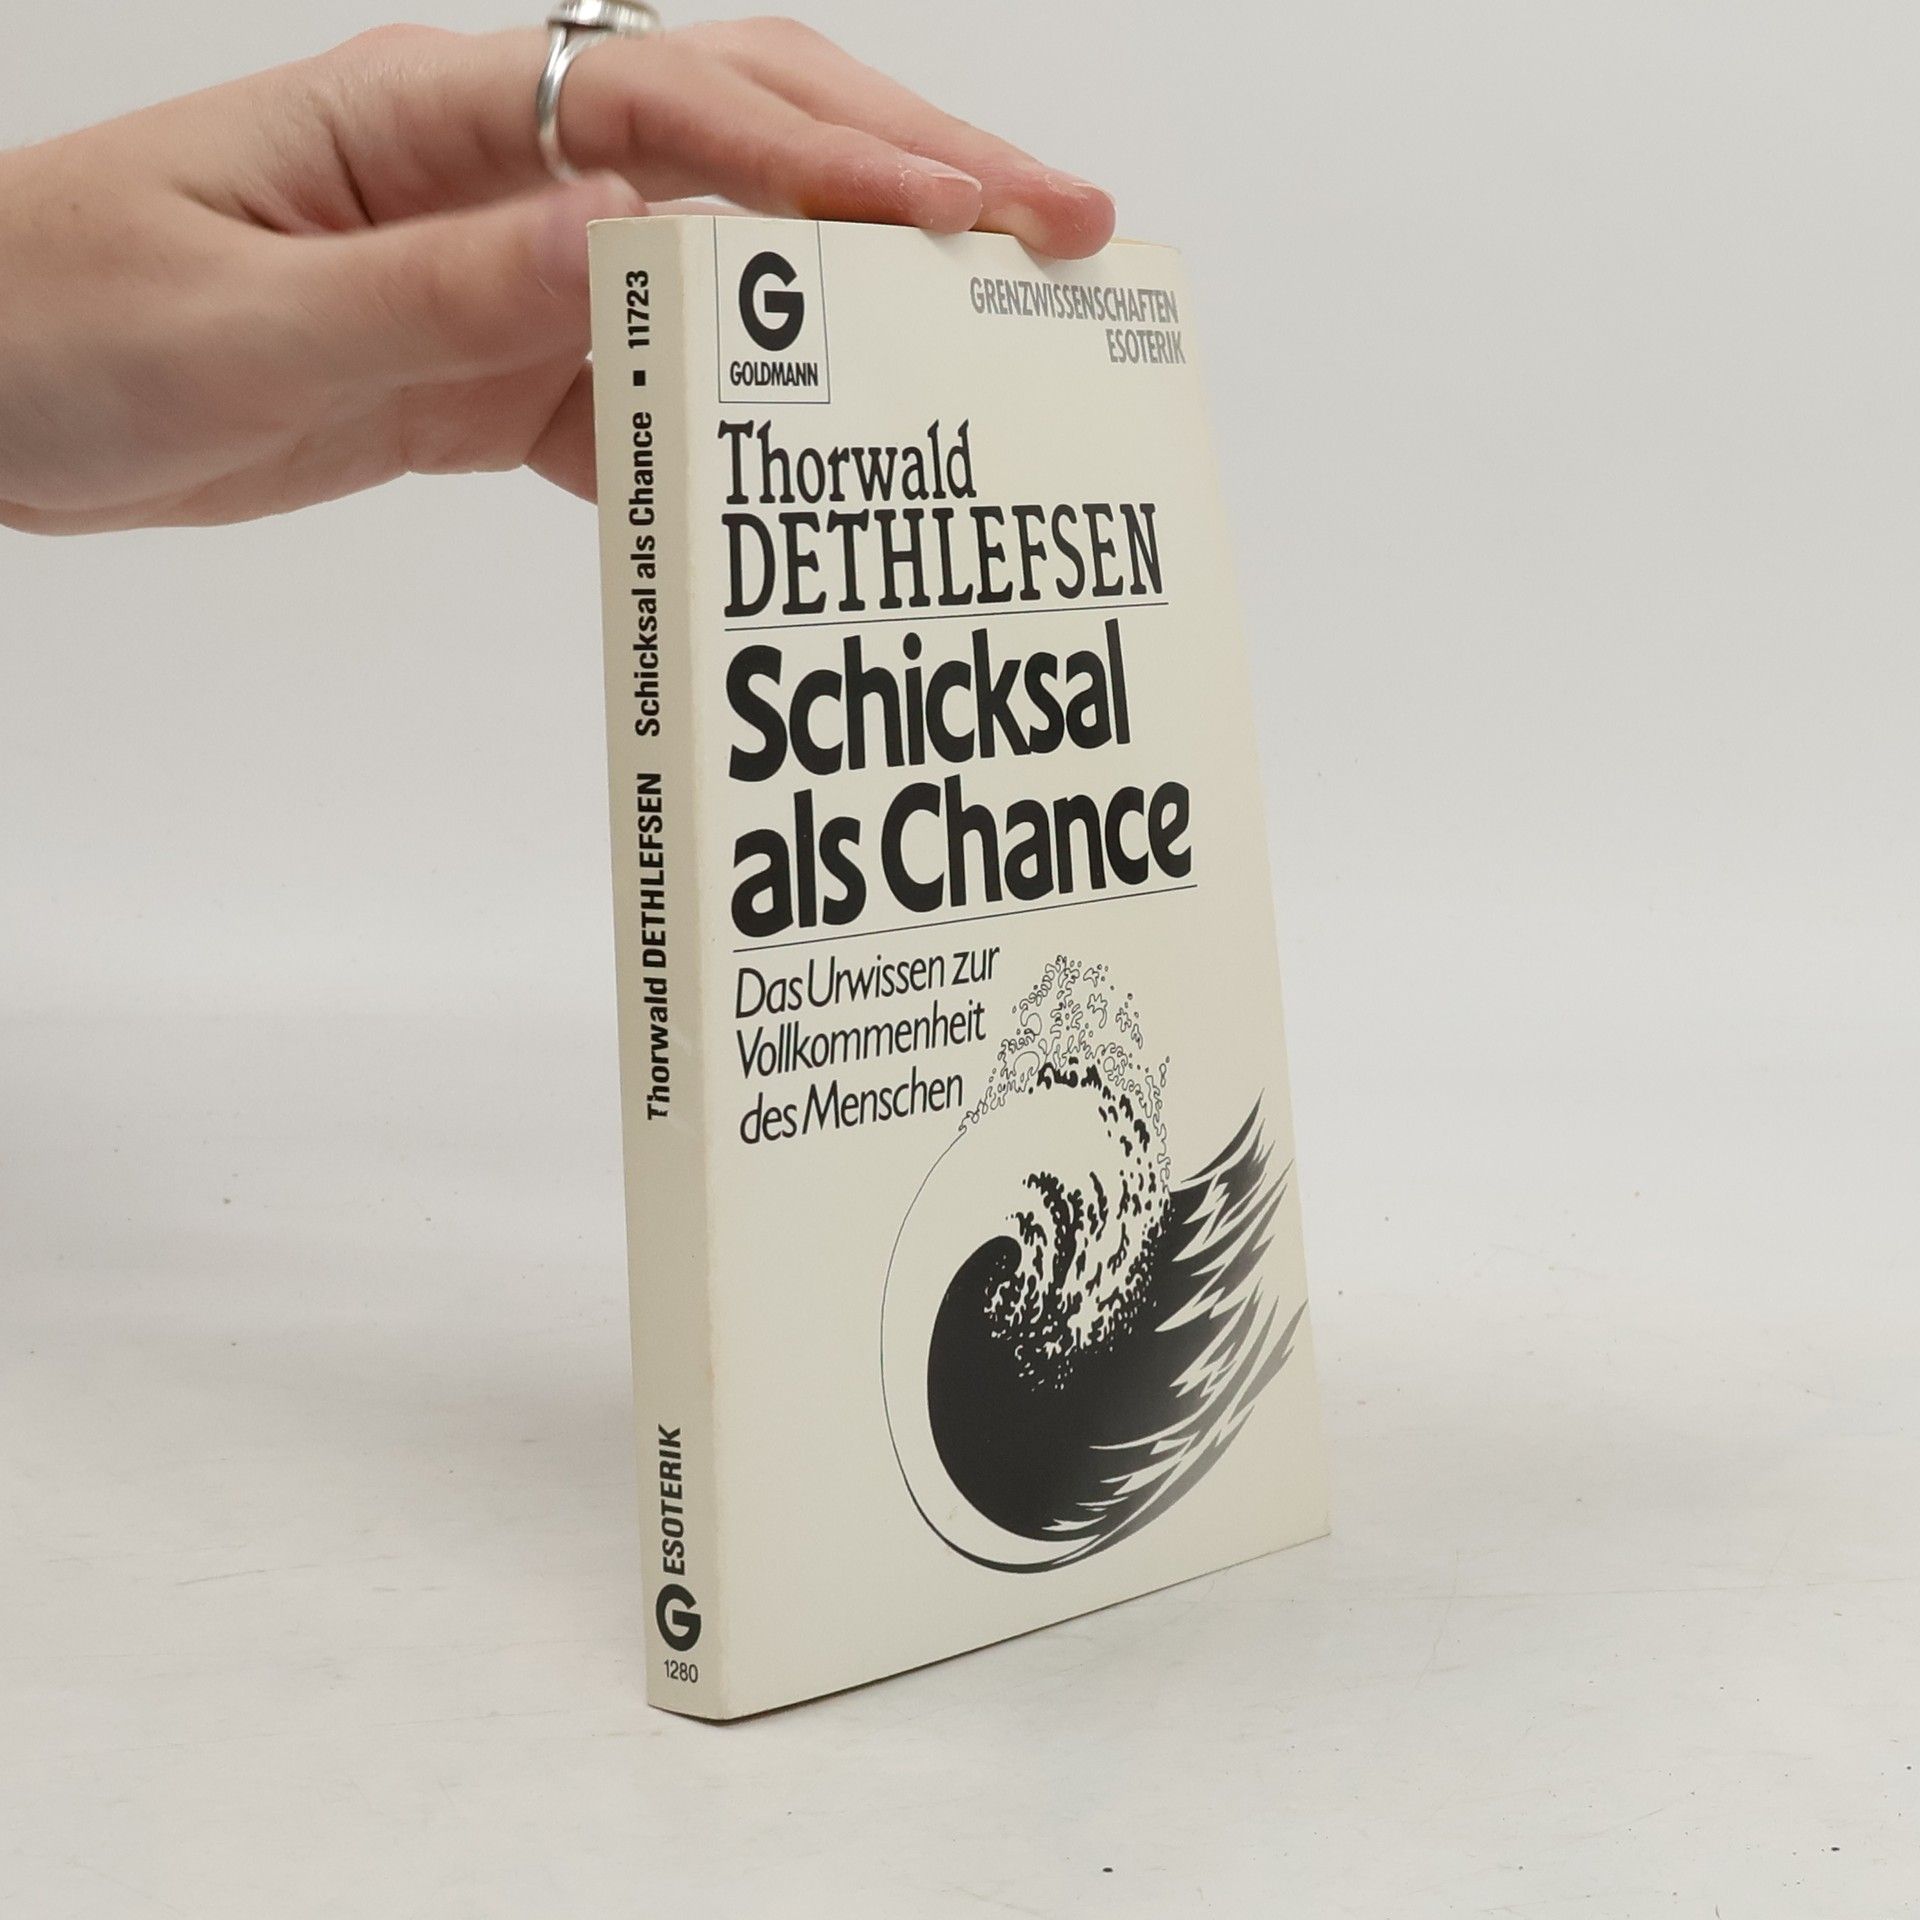 Thorwald DETHLEFSEN Schicksal als Chance ■ 11723
G ESOTERIK
1280
G
GOLDMANN
GRENZWISSENSCHAFTEN
ESOTERIK
Thorwald
DETHLEFSEN
Schicksal
als Chance
Das Urwissen zur
Vollkommenheit
des Menschen